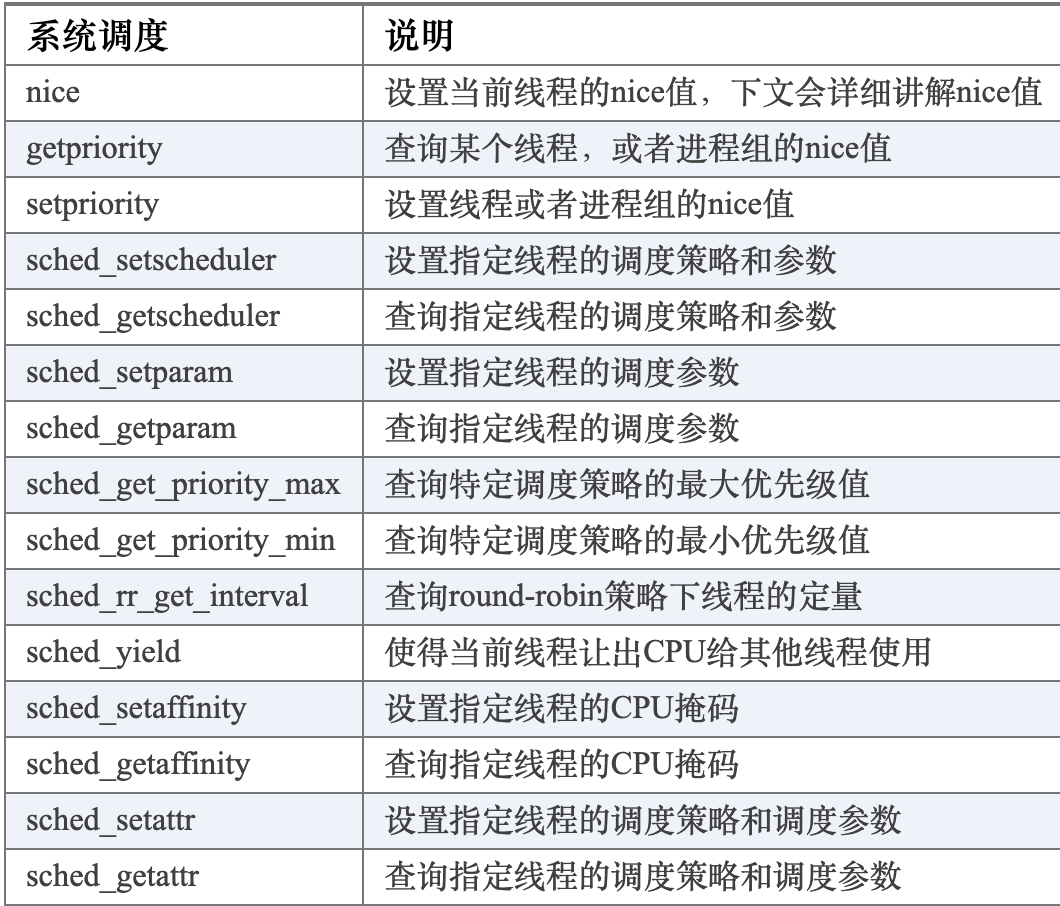 系统调度 说明
nice 设置当前线程的nice值，下文会详细讲解nice值
getpriority 查询某个线程，或者进程组的nice值
setpriority 设置线程或者进程组的nice值
sched_setscheduler 设置指定线程的调度策略和参数
sched_getscheduler 查询指定线程的调度策略和参数
sched_setparam 设置指定线程的调度参数
sched_getparam 查询指定线程的调度参数
sched_get_priority_max 查询特定调度策略的最大优先级值
sched_get_priority_min 查询特定调度策略的最小优先级值
sched_rr_get_interval 查询round-robin策略下线程的定量
sched_yield 使得当前线程让出CPU给其他线程使用
sched_setaffinity 设置指定线程的CPU掩码
sched_getaffinity 查询指定线程的CPU掩码
sched_setattr 设置指定线程的调度策略和调度参数
sched_getattr 查询指定线程的调度策略和调度参数